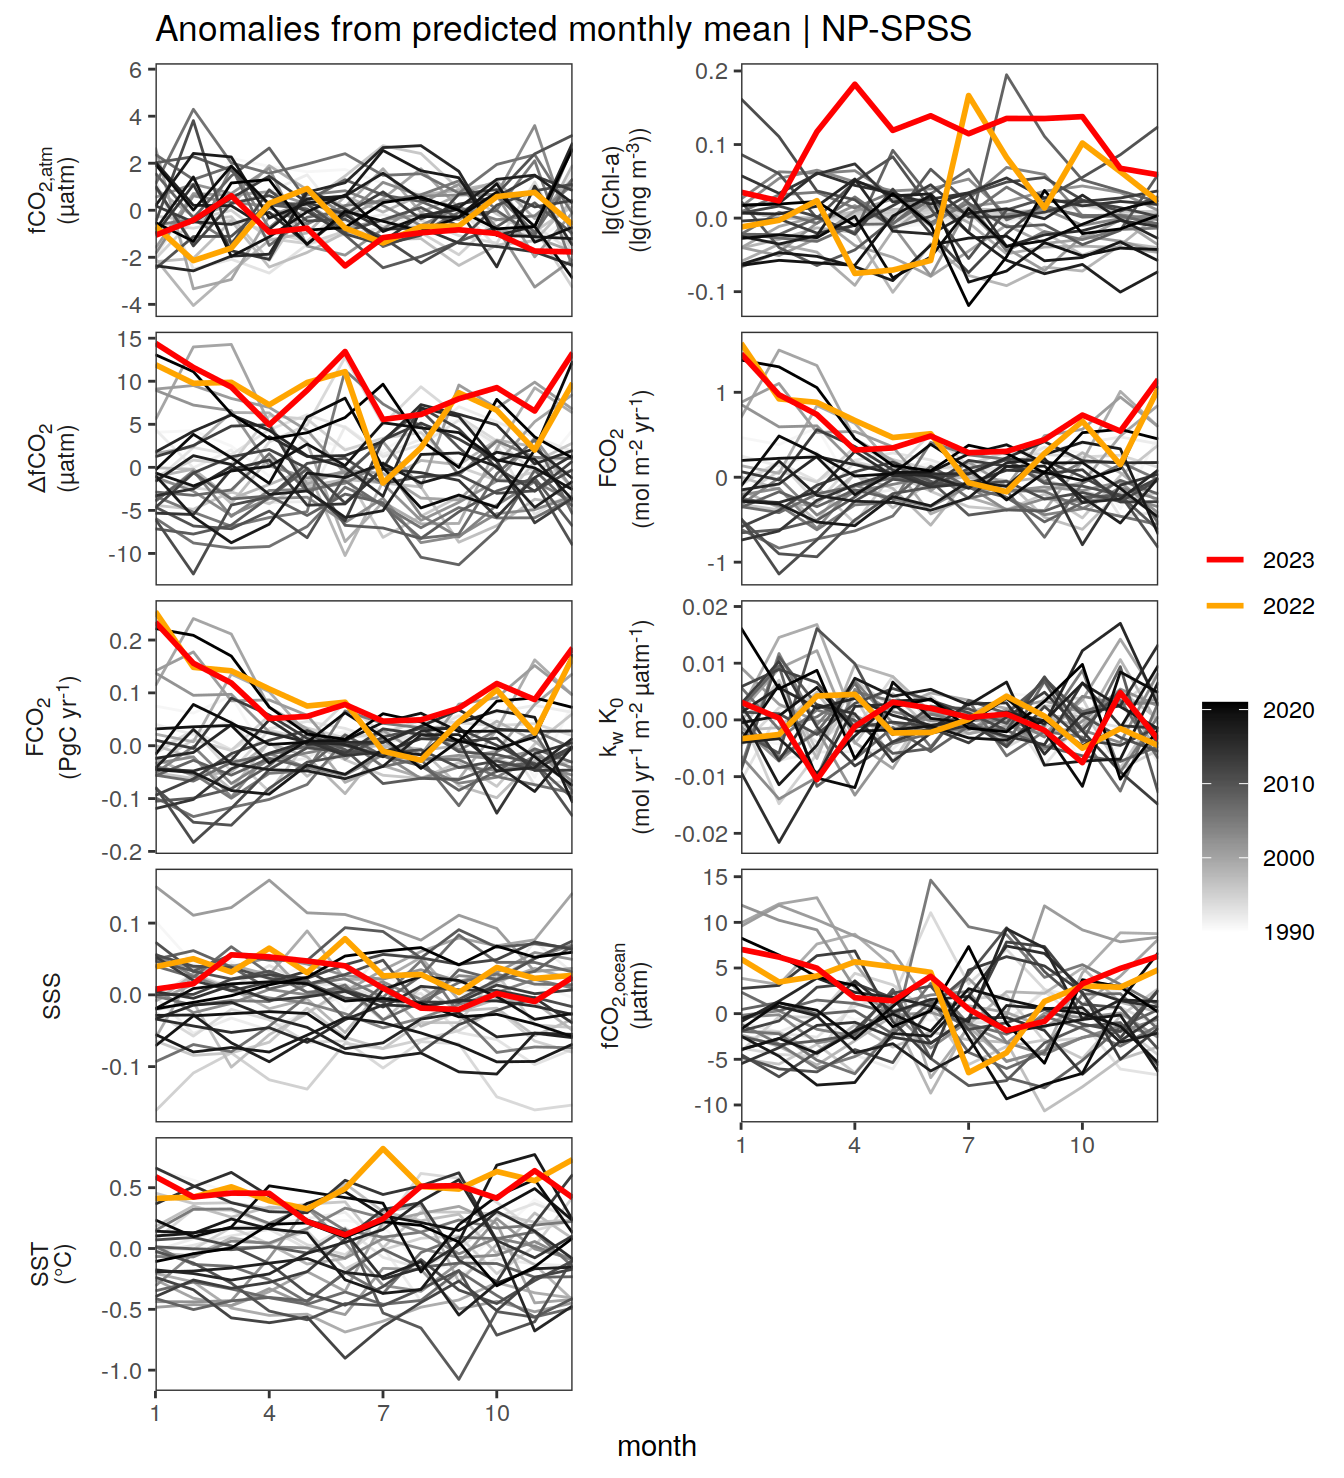 Anomalies from predicted monthly mean | NP-SPSS
fCO2,atm
(µatm)
6
4
2
0
-2
-4
lg(Chl-a)
(lg(mg m-3))
0.2
0.1
0.0
-0.1
ΔfCO2
(µatm)
15
10
5
0
-5
-10
FCO2
(mol m-2 yr-1)
1
0
-1
FCO2
(PgC yr-1)
0.2
0.1
0.0
-0.1
-0.2
kw K0
(mol yr-1 m-2 µatm-1)
0.02
0.01
0.00
-0.01
-0.02
SSS
0.1
0.0
-0.1
fCO2,ocean
(µatm)
15
10
5
0
-5
-10
1 4 7 10
SST
(°C)
0.5
0.0
-0.5
-1.0
1 4 7 10
month
2023
2022
2020
2010
2000
1990